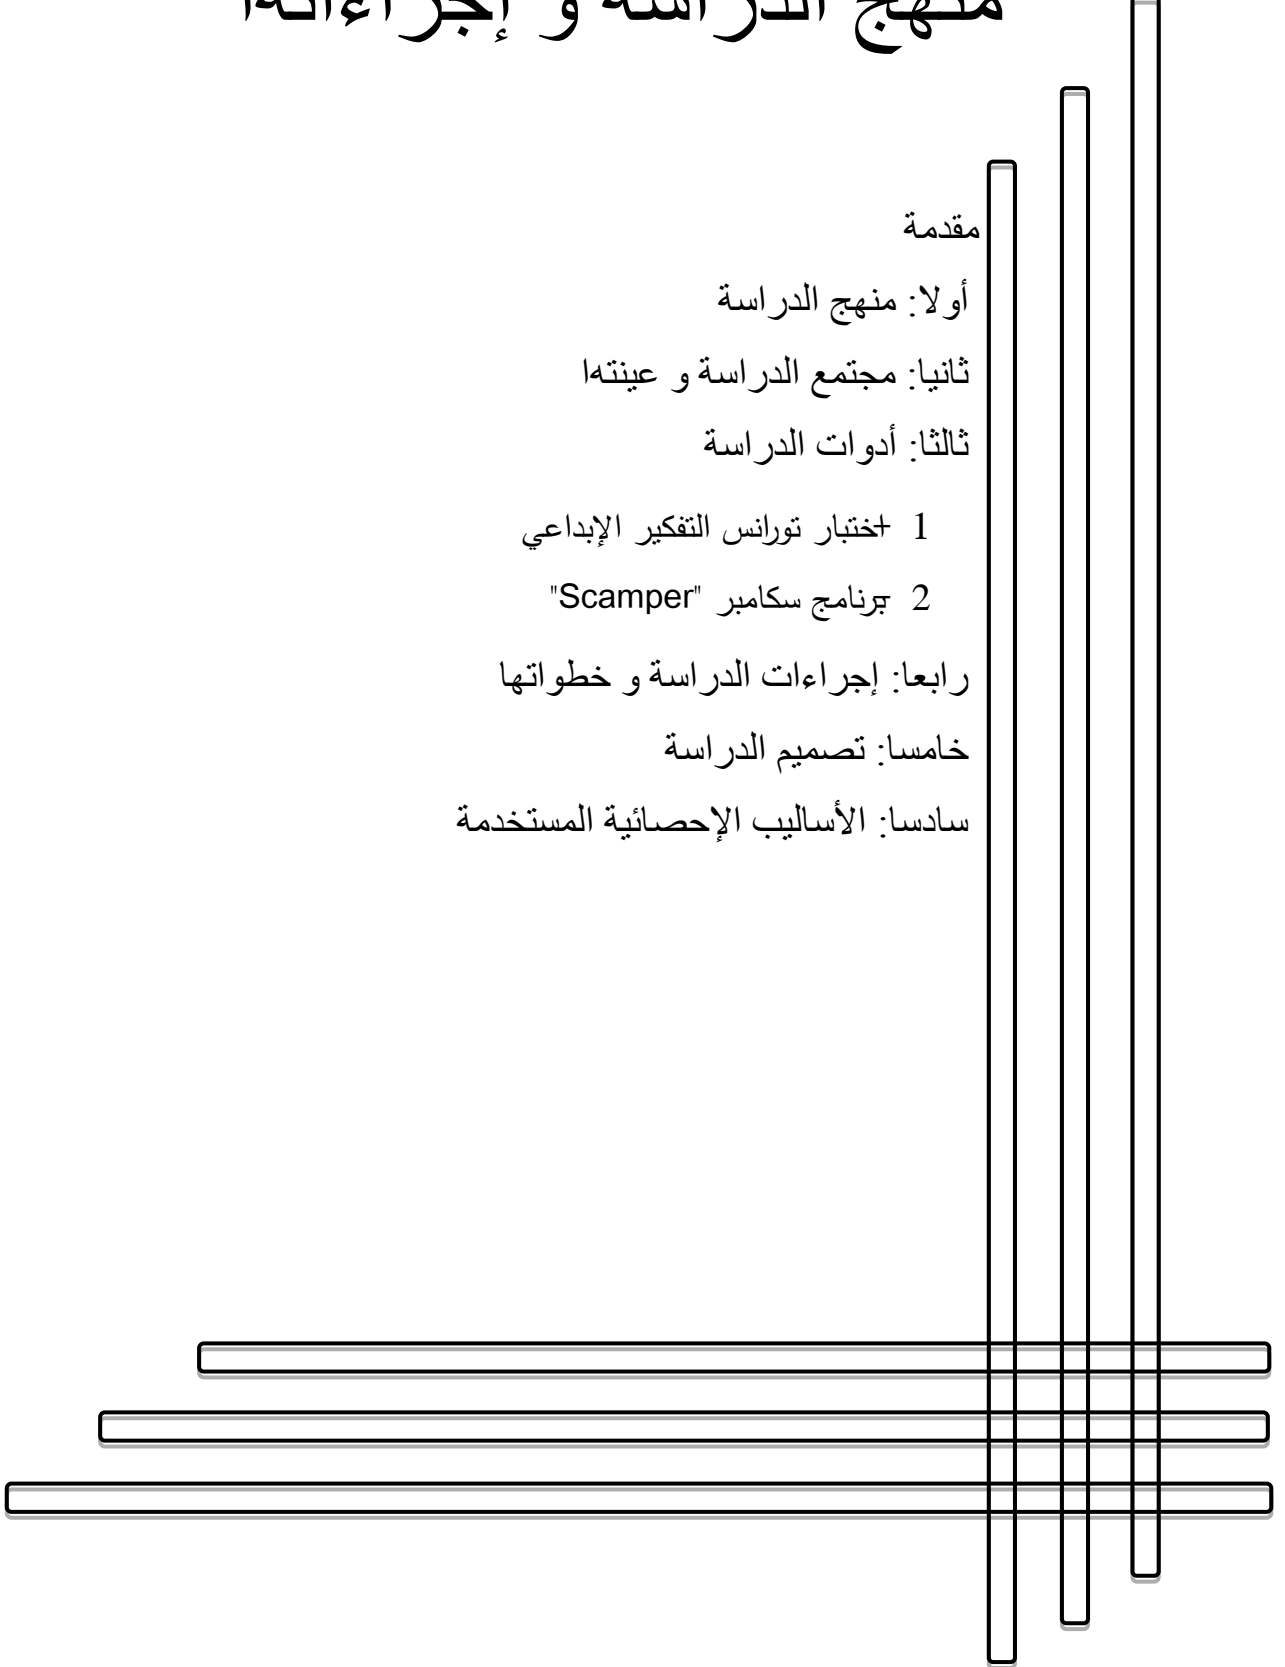 منهج الدراسة و إجراءاتها
مقدمة
أولا: منهج الدراسة
ثانيا: مجتمع الدراسة و عينتها
ثالثا: أدوات الدراسة
1 -اختبار تورانس التفكير الإبداعي
2 -برنامج سكامبر "Scamper"
رابعا: إجراءات الدراسة و خطواتها
خامسا: تصميم الدراسة
سادسا: الأساليب الإحصائية المستخدمة